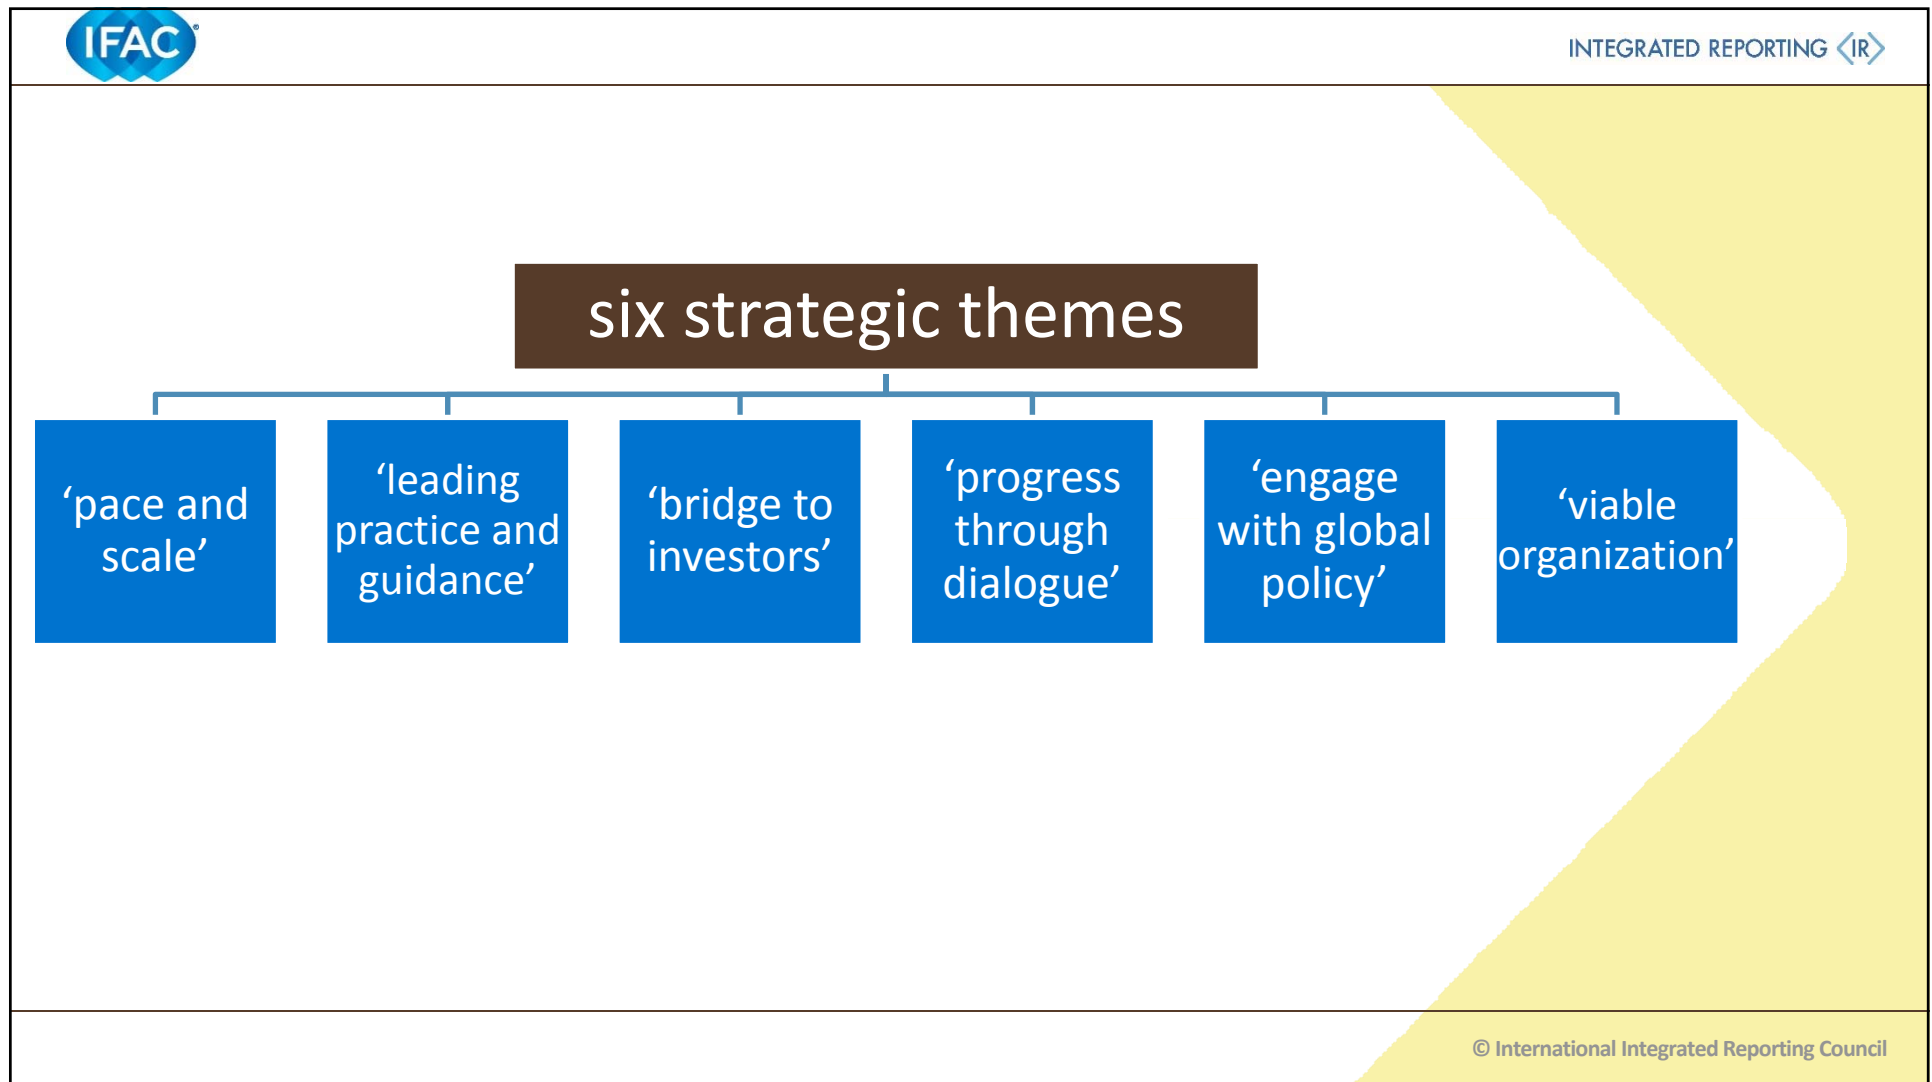 IFAC®
INTEGRATED REPORTING ⟨IR⟩
six strategic themes
‘pace and
scale’
‘leading
practice and
guidance’
‘bridge to
investors’
‘progress
through
dialogue’
‘engage
with global
policy’
‘viable
organization’
© International Integrated Reporting Council